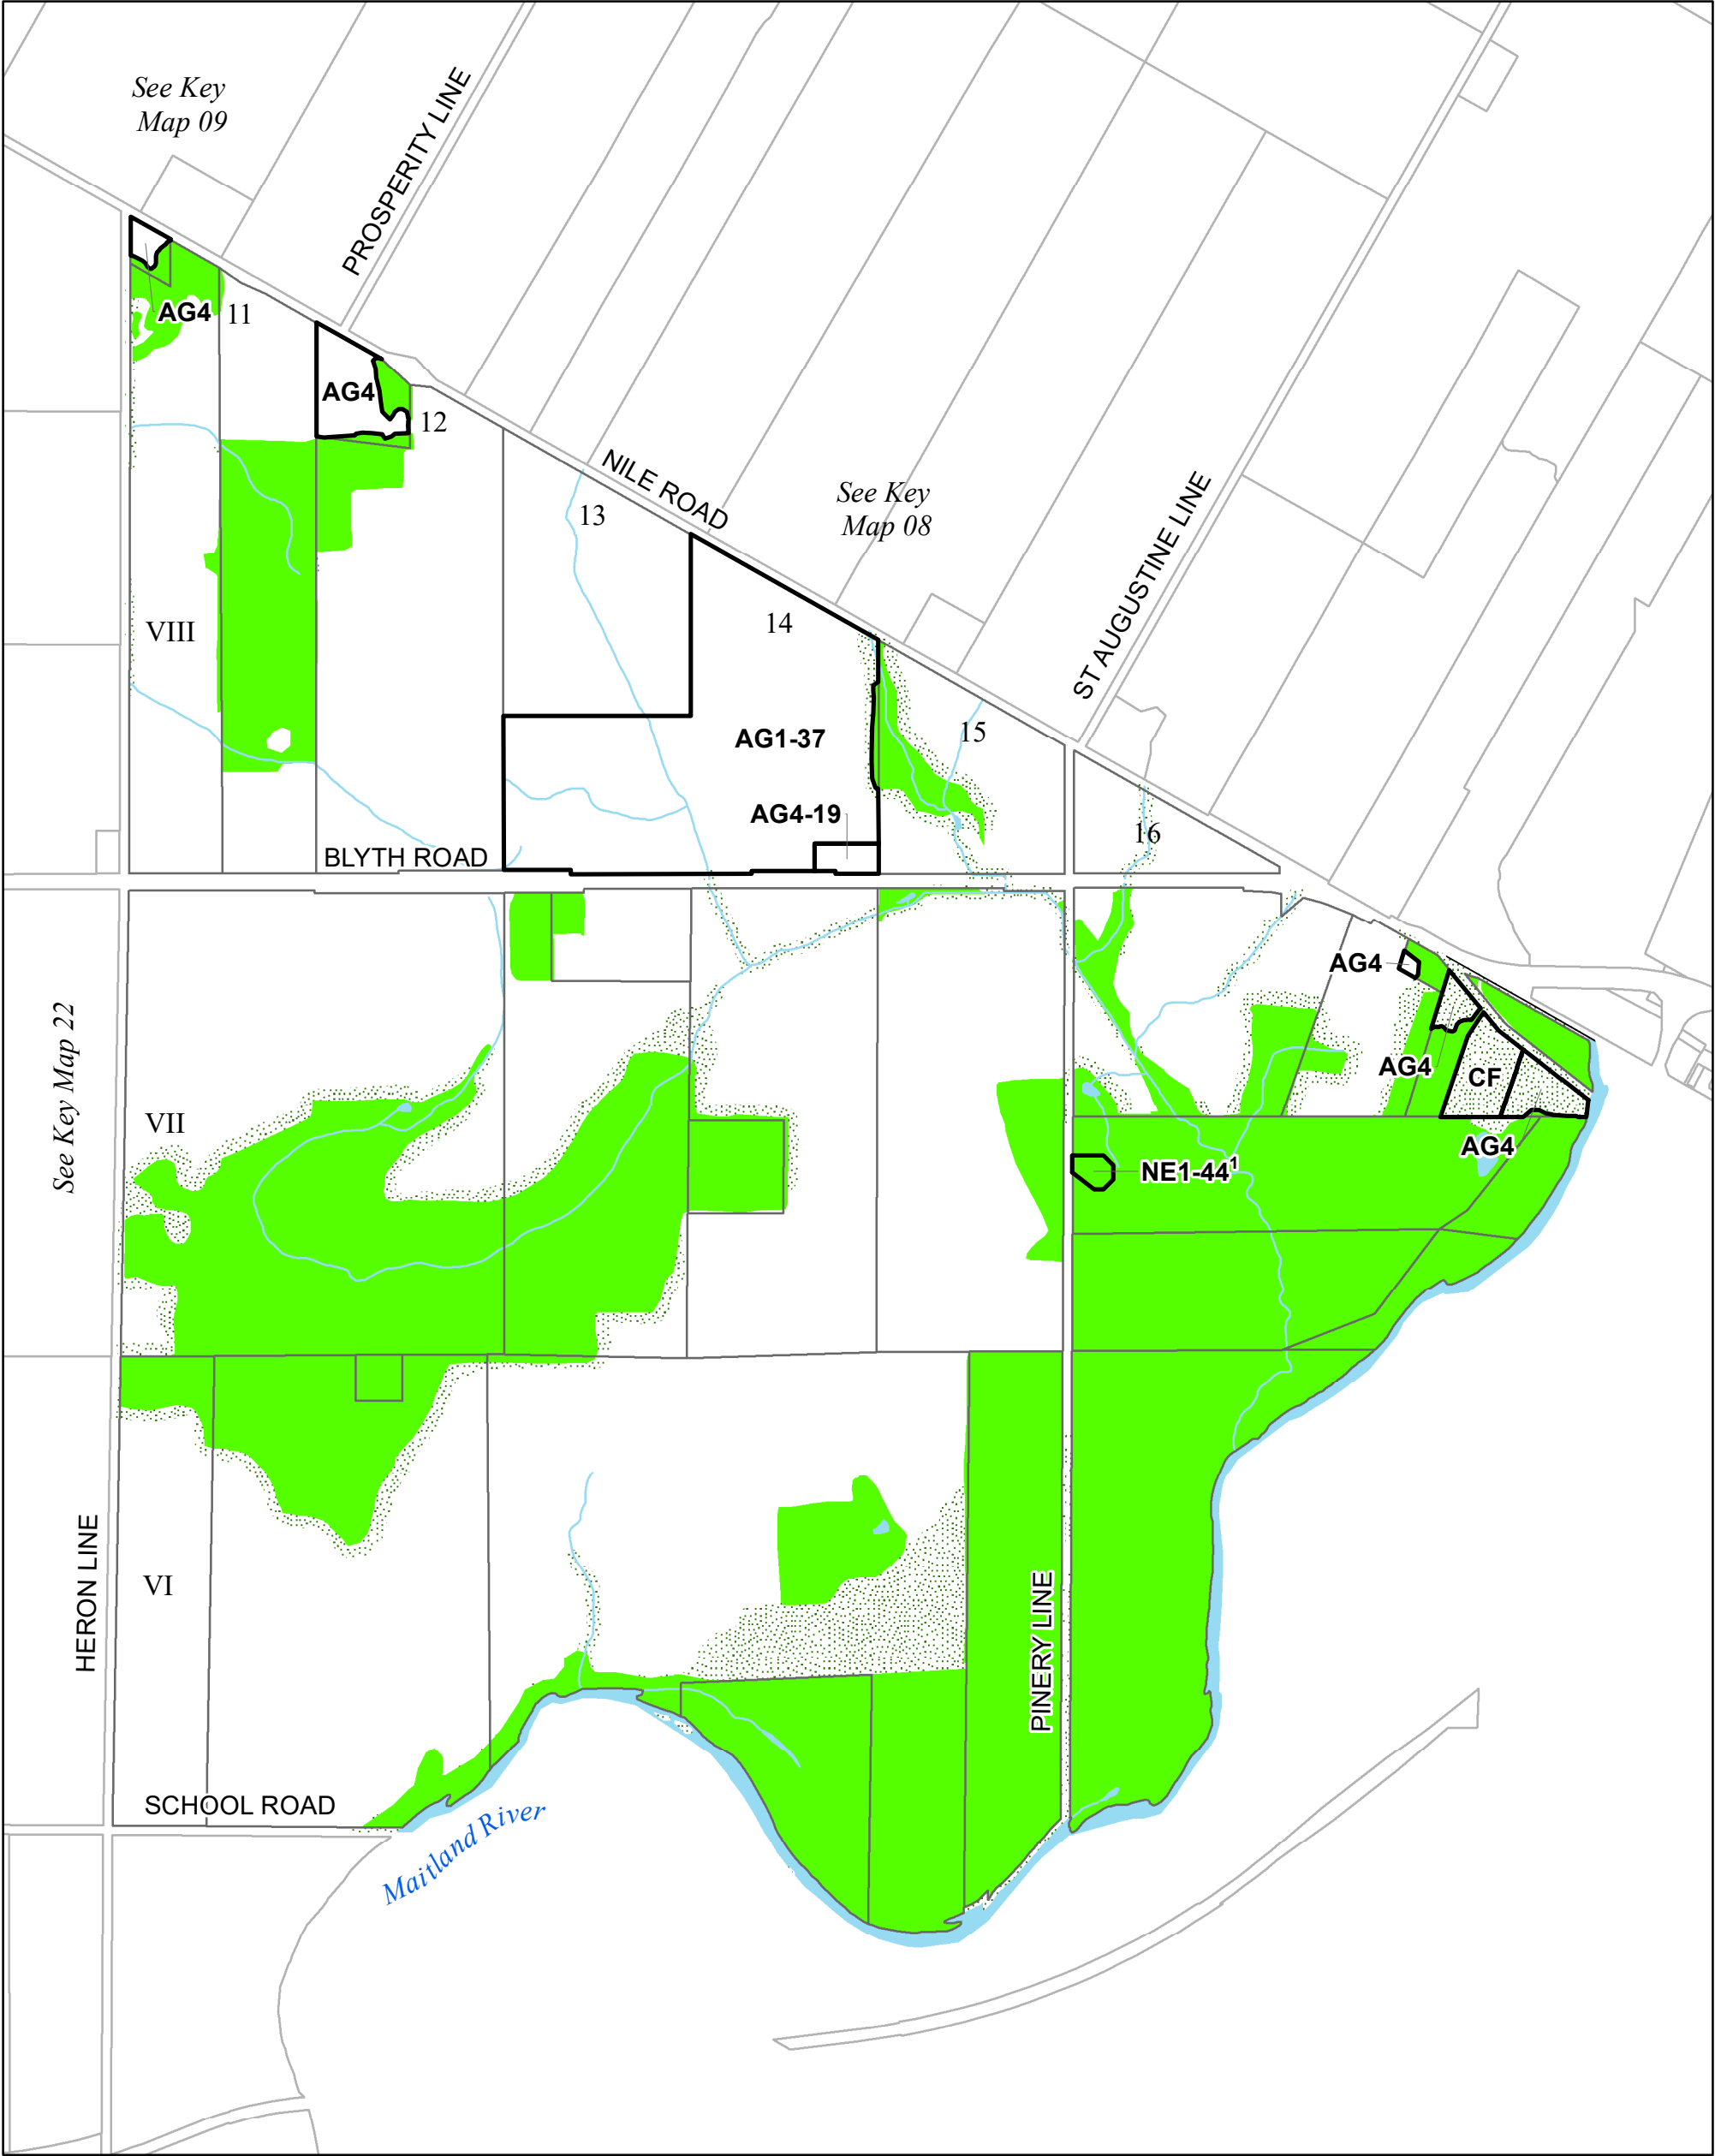 See Key
Map 09
PROSPERITY LINE
AG4
11
AG4
12
NILE ROAD
13
See Key
Map 08
ST AUGUSTINE LINE
VIII
14
AG1-37
15
AG4-19
16
BLYTH ROAD
AG4
See Key Map 22
AG4
CF
VII
AG4
NE1-44¹
HERON LINE
VI
PINERY LINE
SCHOOL ROAD
Maitland River